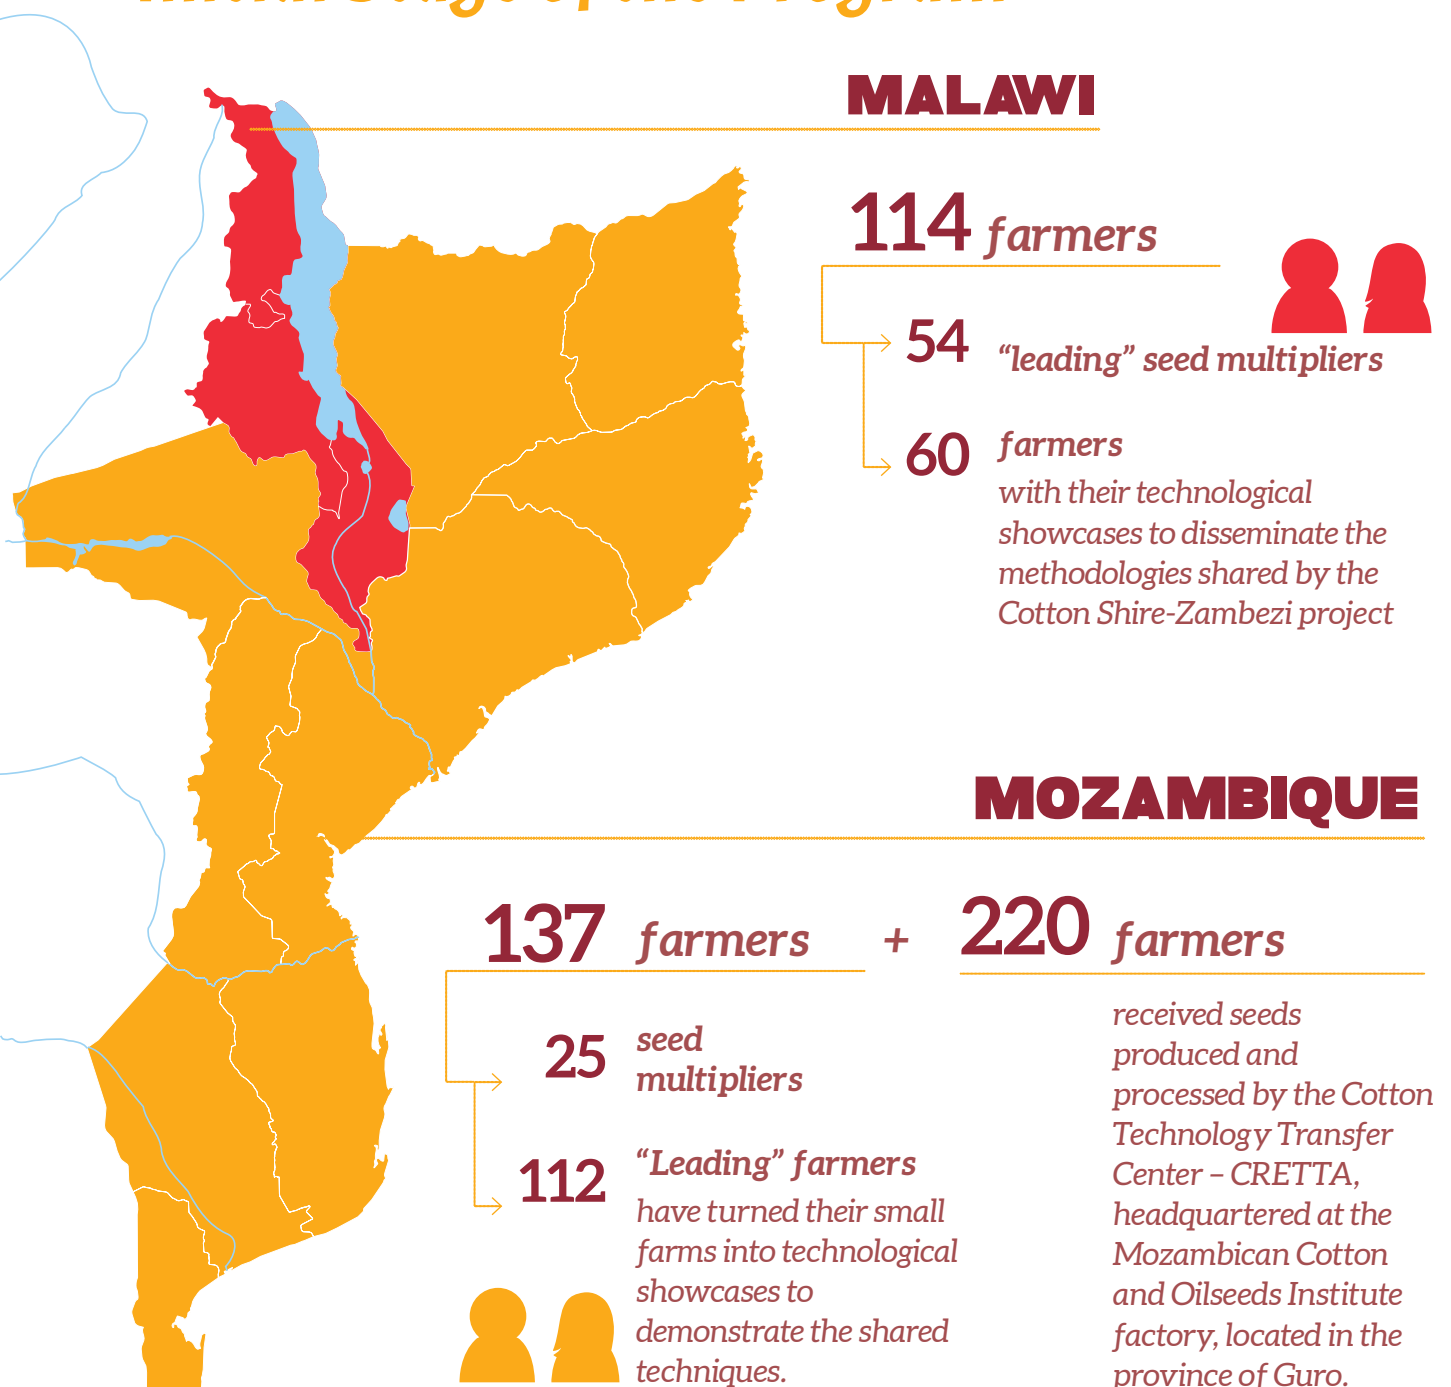 of the
MALAWI
114 farmers
54 “leading” seed multipliers
60 farmers
with their technological
showcases to disseminate the
methodologies shared by the
Cotton Shire-Zambezi project
MOZAMBIQUE
137 farmers + 220 farmers
25 seed
multipliers
112 “Leading” farmers
have turned their small
farms into technological
showcases to
demonstrate the shared
techniques.
received seeds
produced and
processed by the Cotton
Technology Transfer
Center – CRETTA,
headquartered at the
Mozambican Cotton
and Oilseeds Institute
factory, located in the
province of Guro.